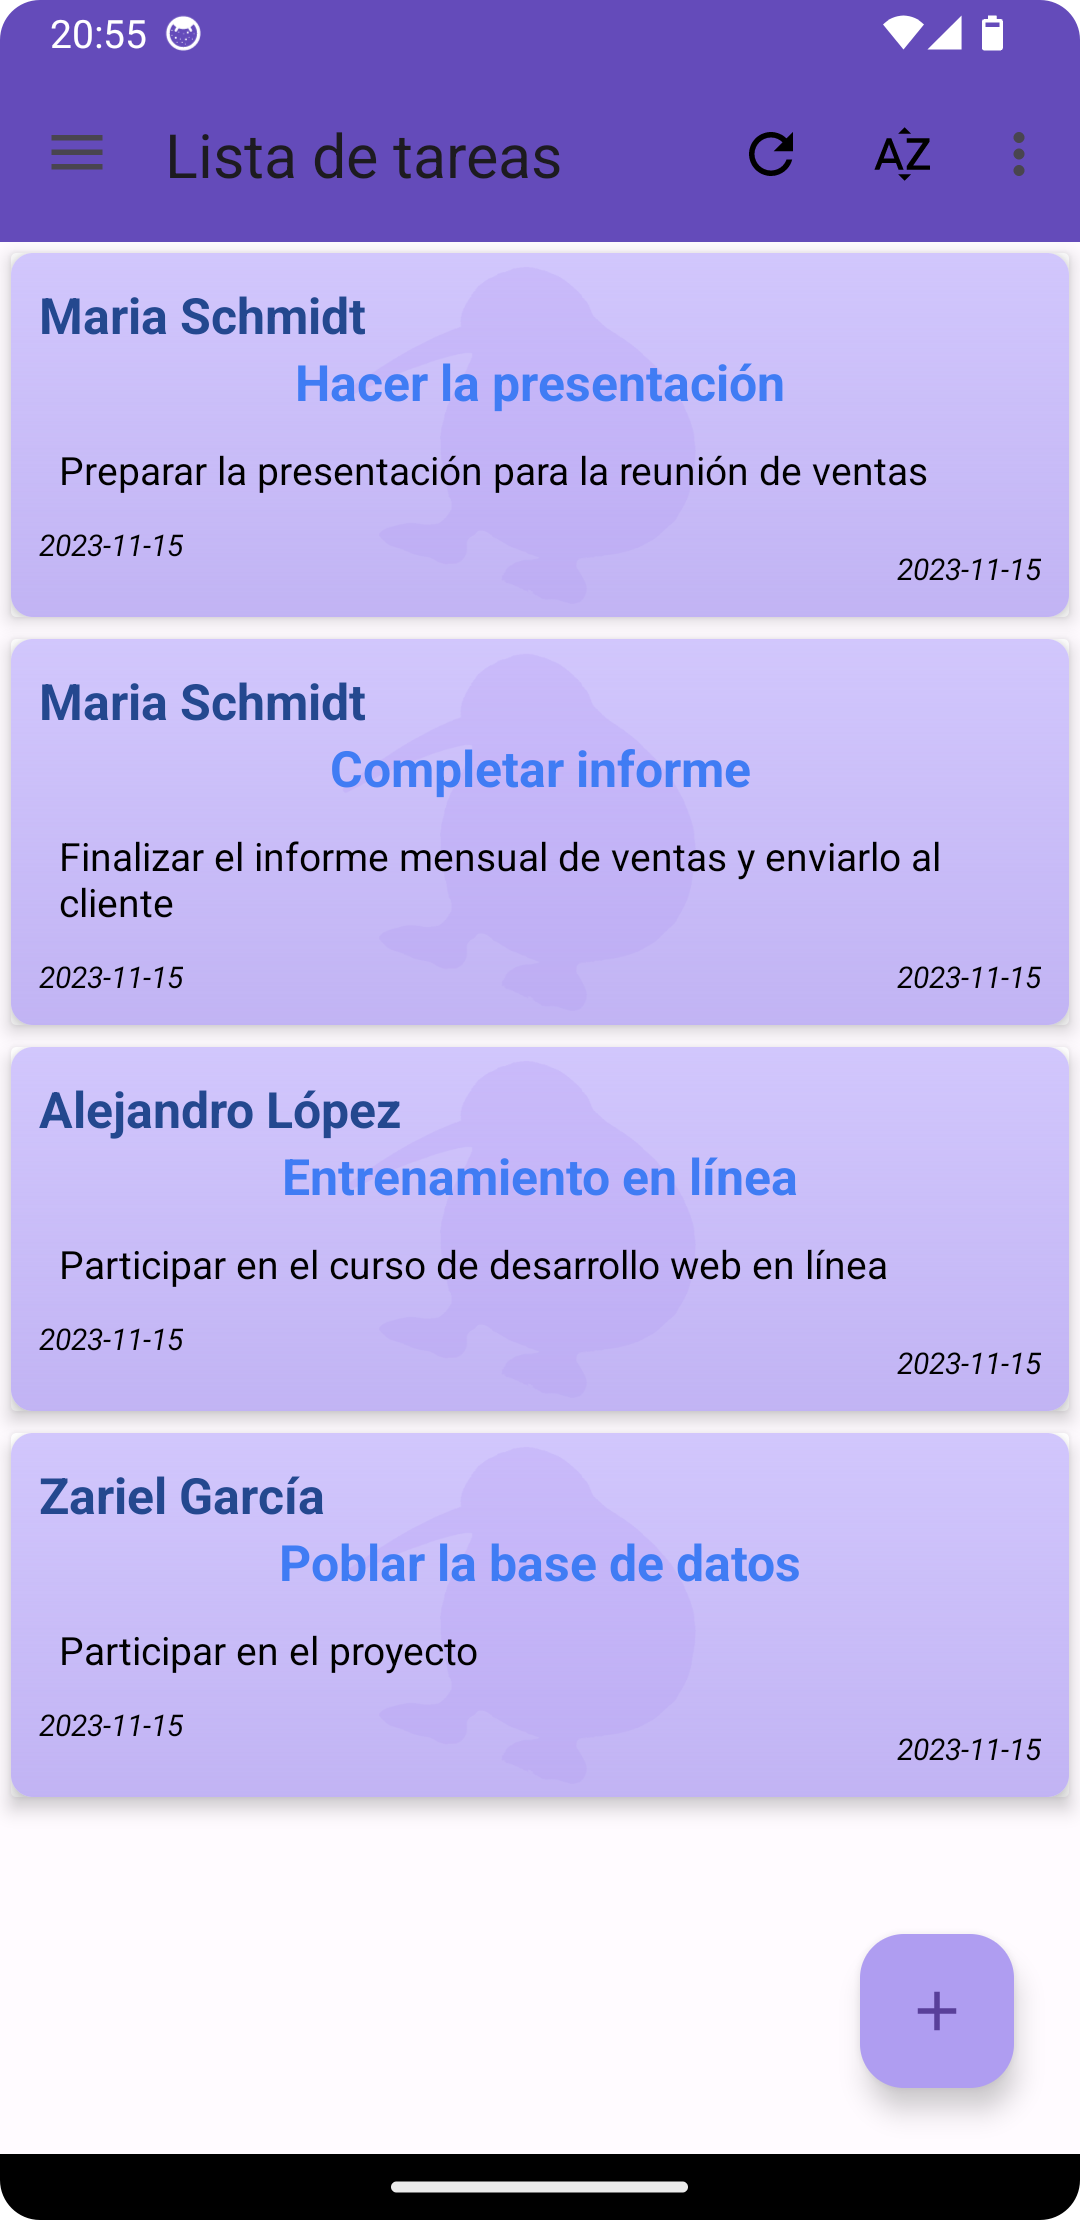 20:55
Lista de tareas
AZ
Maria Schmidt
Hacer la presentación
Preparar la presentación para la reunión de ventas
2023-11-15
2023-11-15
Maria Schmidt
Completar informe
Finalizar el informe mensual de ventas y enviarlo al
cliente
2023-11-15 2023-11-15
Alejandro López
Entrenamiento en línea
Participar en el curso de desarrollo web en línea
2023-11-15
2023-11-15
Zariel García
Poblar la base de datos
Participar en el proyecto
2023-11-15
2023-11-15